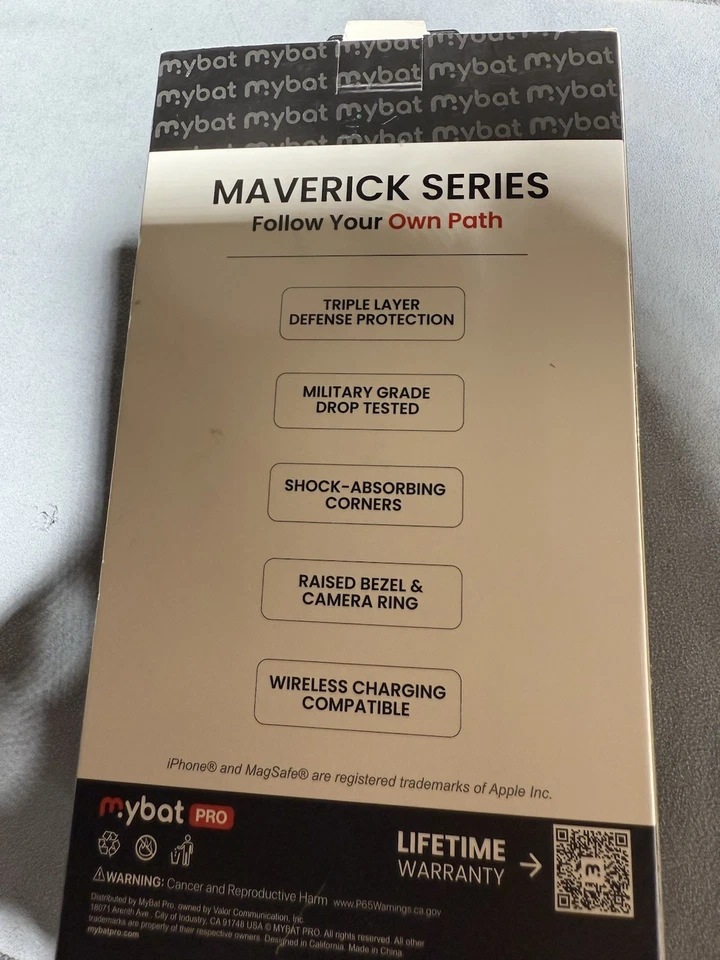 mybat mybat mybat mybat mybat
mybat mybat mybat mybat mybat
mybat mybat mybat mybat mybat
MAVERICK SERIES
Follow Your Own Path
TRIPLE LAYER
DEFENSE PROTECTION
MILITARY GRADE
DROP TESTED
SHOCK-ABSORBING
CORNERS
RAISED BEZEL &
CAMERA RING
WIRELESS CHARGING
COMPATIBLE
iPhone® and MagSafe® are registered trademarks of Apple Inc.
mybat PRO
LIFETIME
WARRANTY
m
⚠WARNING: Cancer and Reproductive Harm www.P65Warnings.ca.gov
Distributed by MyBat Pro, owned by Valor Communication, Inc.
18071 Arenth Ave., City of Industry, CA 91748 USA © MYBAT PRO. All rights reserved. All other
trademarks are property of their respective owners. Designed in California. Made in China.
mybatpro.com